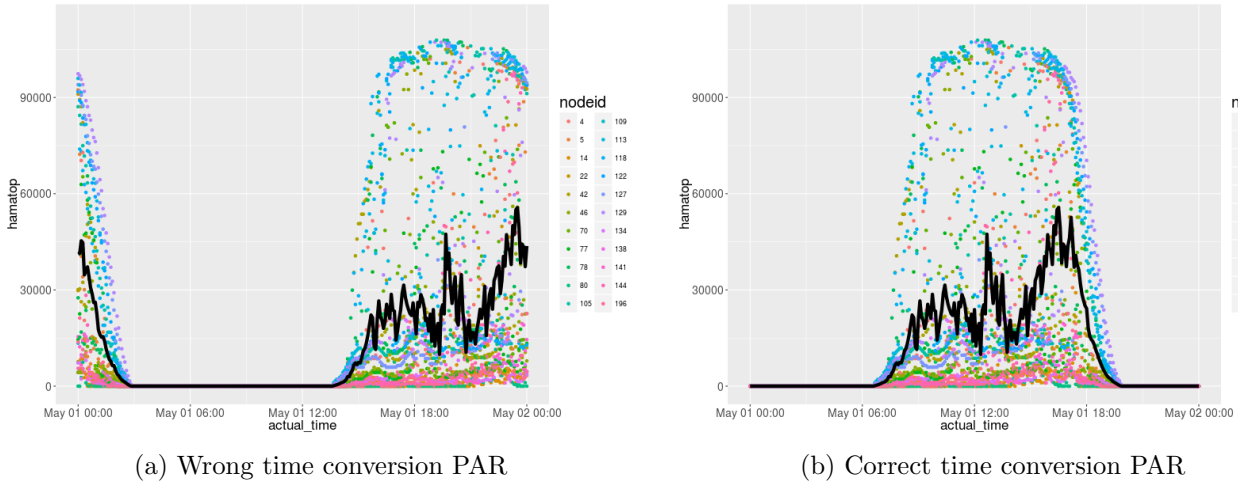 90000
60000
30000
0
hamatop
May 01 00:00
May 01 06:00
May 01 12:00
May 01 18:00
May 02 00:00
actual_time
nodeid
4 109
5 113
14 118
22 122
42 127
46 129
70 134
77 138
78 141
80 144
105 196
(a) Wrong time conversion PAR
90000
60000
30000
0
hamatop
May 01 00:00
May 01 06:00
May 01 12:00
May 01 18:00
May 02 00:00
actual_time
n
(b) Correct time conversion PAR